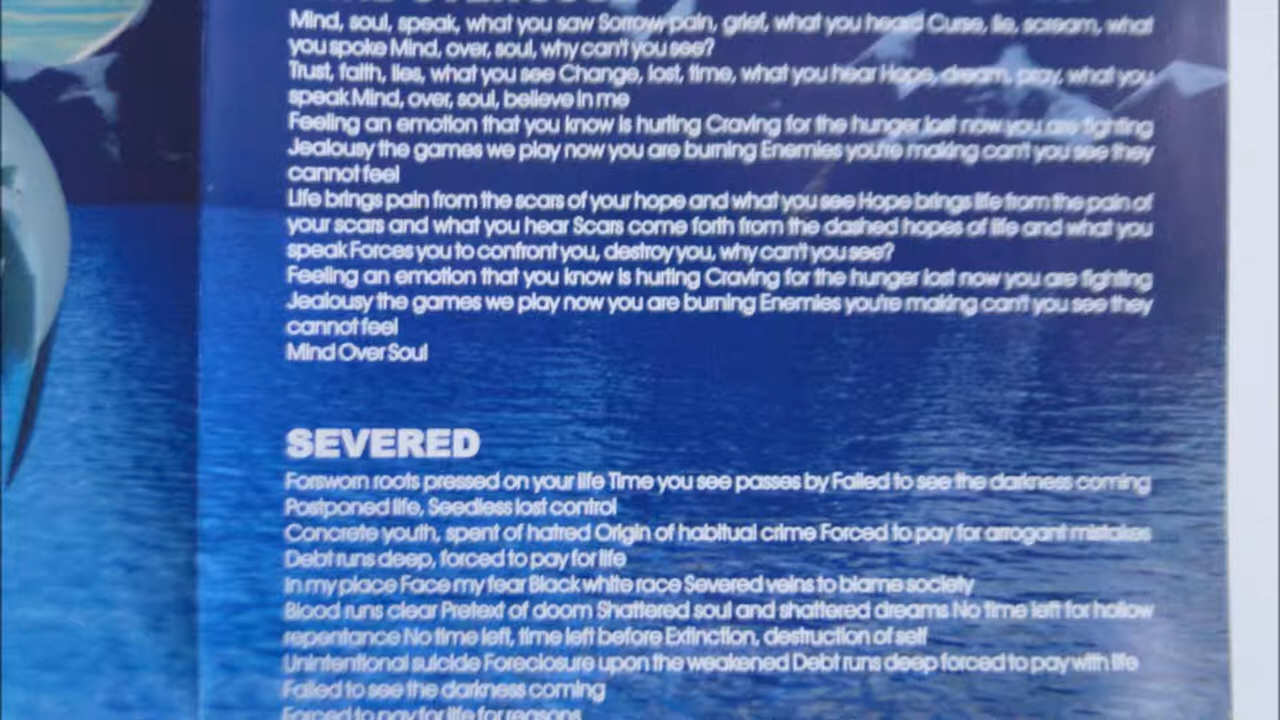 Mind, soul, speak, what you saw Sorrow, pain, grief, what you heard Curse, lie, scream, what
you spoke Mind, over, soul, why can't you see?
Trust, faith, lies, what you see Change, lost, time, what you hear Hope, dream, pray, what you
speak Mind, over, soul, believe in me
Feeling an emotion that you know is hurting Craving for the hunger lost now you are fighting
Jealousy the games we play now you are burning Enemies you're making can't you see they
cannot feel
Life brings pain from the scars of your hope and what you see Hope brings life from the pain of
your scars and what you hear Scars come forth from the dashed hopes of life and what you
speak Forces you to confront you, destroy you, why can't you see?
Feeling an emotion that you know is hurting Craving for the hunger lost now you are fighting
Jealousy the games we play now you are burning Enemies you're making can't you see they
cannot feel
Mind Over Soul
SEVERED
Forsworn roots pressed on your life Time you see passes by Failed to see the darkness coming
Postponed life, Seedless lost control
Concrete youth, spent of hatred Origin of habitual crime Forced to pay for arrogant mistakes
Debt runs deep, forced to pay for life
In my place Face my fear Black white race Severed veins to blame society
Blood runs clear Pretext of doom Shattered soul and shattered dreams No time left for hollow
repentance No time left, time left before Extinction, destruction of self
Unintentional suicide Foreclosure upon the weakened Debt runs deep forced to pay with life
Failed to see the darkness coming
Forced to pay for life for reasons